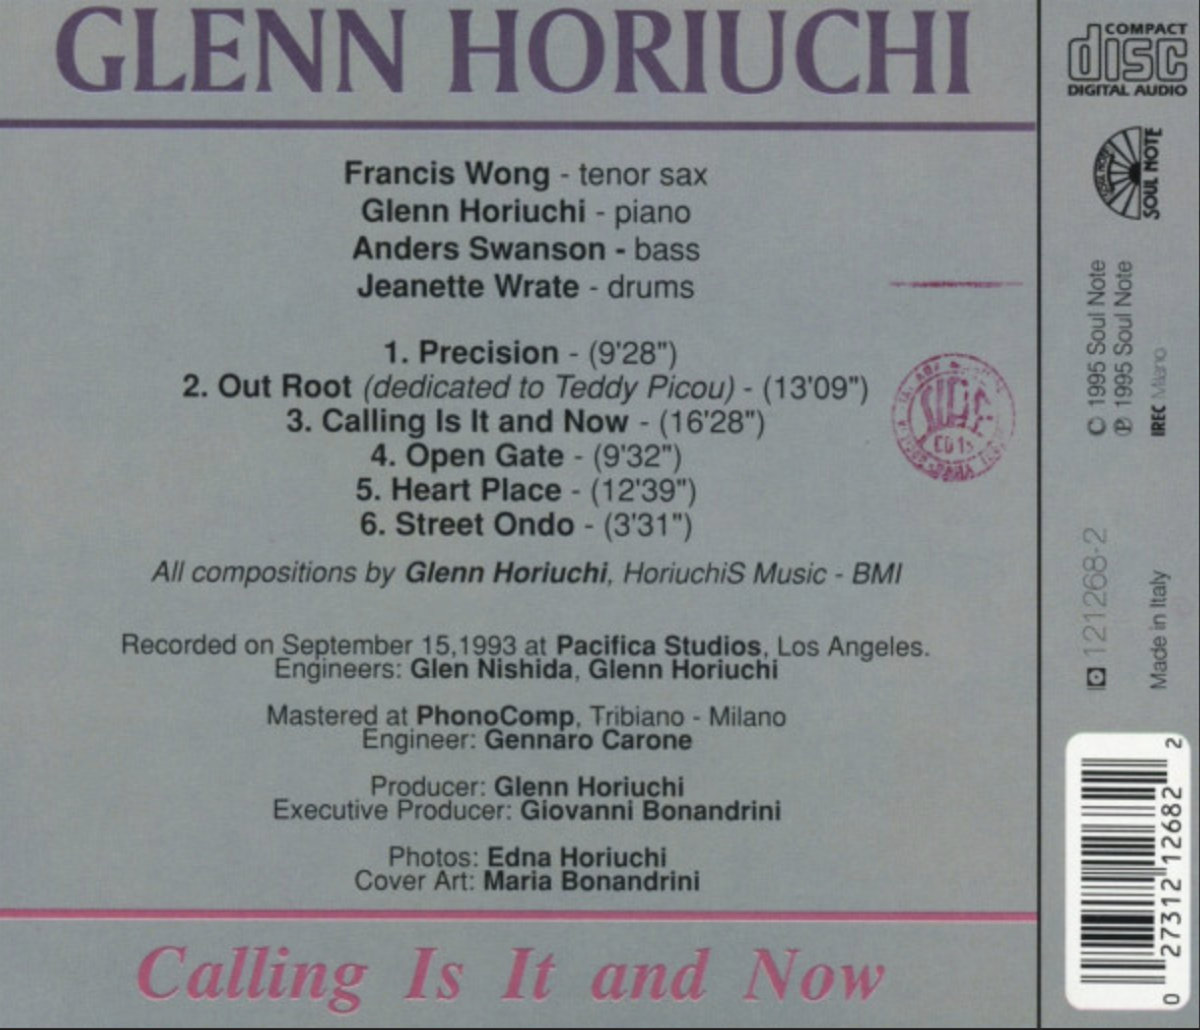 GLENN HORIUCHI
Francis Wong - tenor sax
Glenn Horiuchi - piano
Anders Swanson - bass
Jeanette Wrate - drums
1. Precision - (9'28")
2. Out Root (dedicated to Teddy Picou) - (13'09")
3. Calling Is It and Now - (16'28")
4. Open Gate - (9'32")
5. Heart Place - (12'39")
6. Street Ondo - (3'31")
All compositions by Glenn Horiuchi, HoriuchiS Music - BMI
Recorded on September 15,1993 at Pacifica Studios, Los Angeles.
Engineers: Glen Nishida, Glenn Horiuchi
Mastered at PhonoComp, Tribiano - Milano
Engineer: Gennaro Carone
Producer: Glenn Horiuchi
Executive Producer: Giovanni Bonandrini
Photos: Edna Horiuchi
Cover Art: Maria Bonandrini
Calling Is It and Now
COMPACT
disc
DIGITAL AUDIO
SOUL NOTE
© 1995 Soul Note
℗ 1995 Soul Note
IREC Milano
121268-2
Made in Italy
0 27312 12682 2